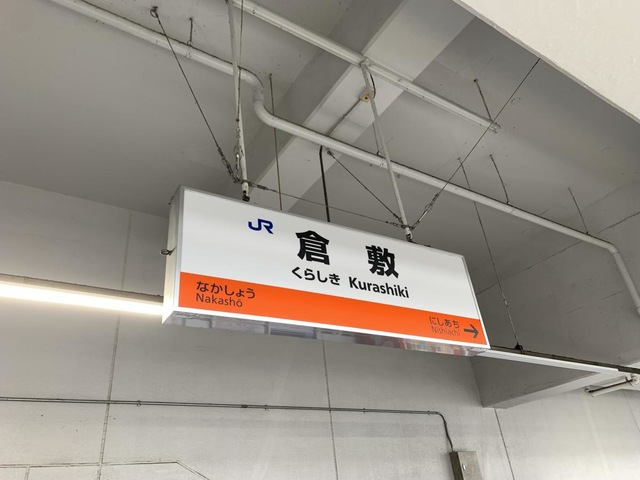 JR 倉敷
くらしき Kurashiki
なかしょう
Nakashō
にしあち
Nishiachi →